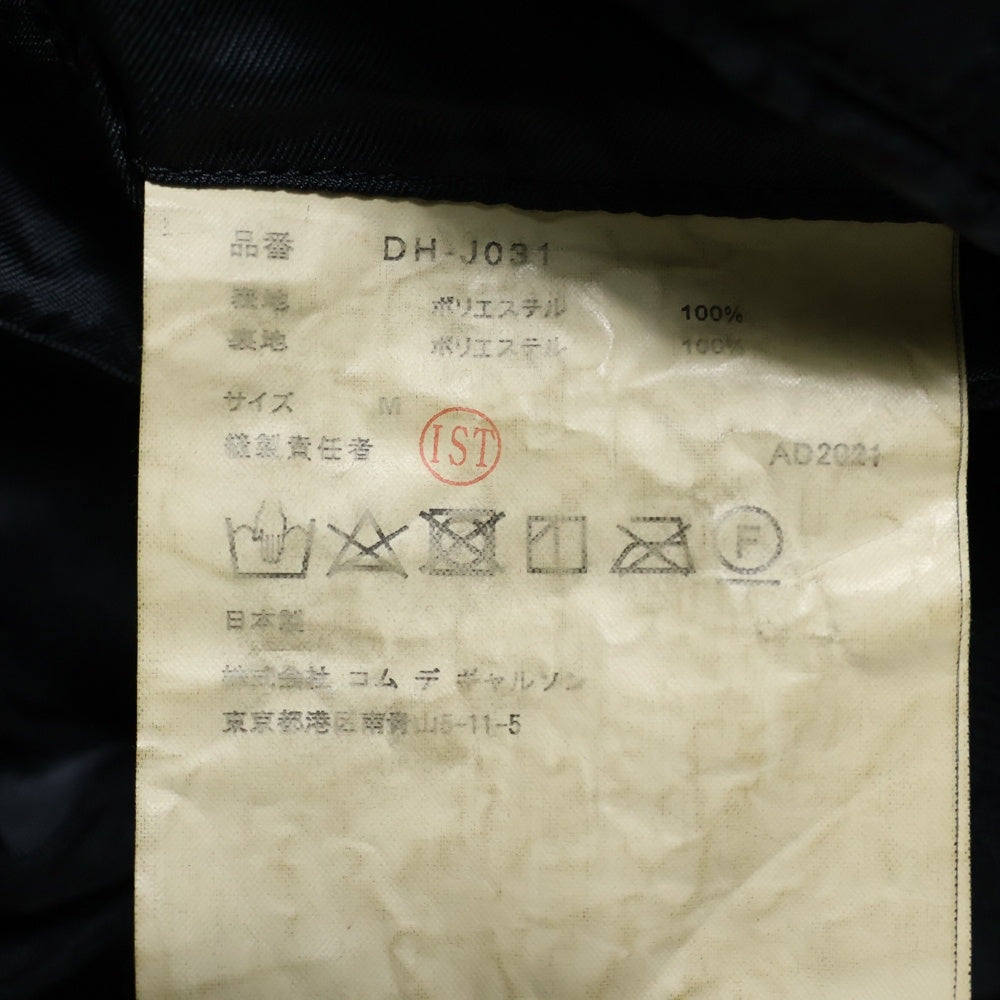 品番 DH-J031
表地 ポリエステル 100%
裏地 ポリエステル 100%
サイズ M
縫製責任者 IST AD2021
F
日本製
株式会社 コム デ ギャルソン
東京都港区南青山5-11-5